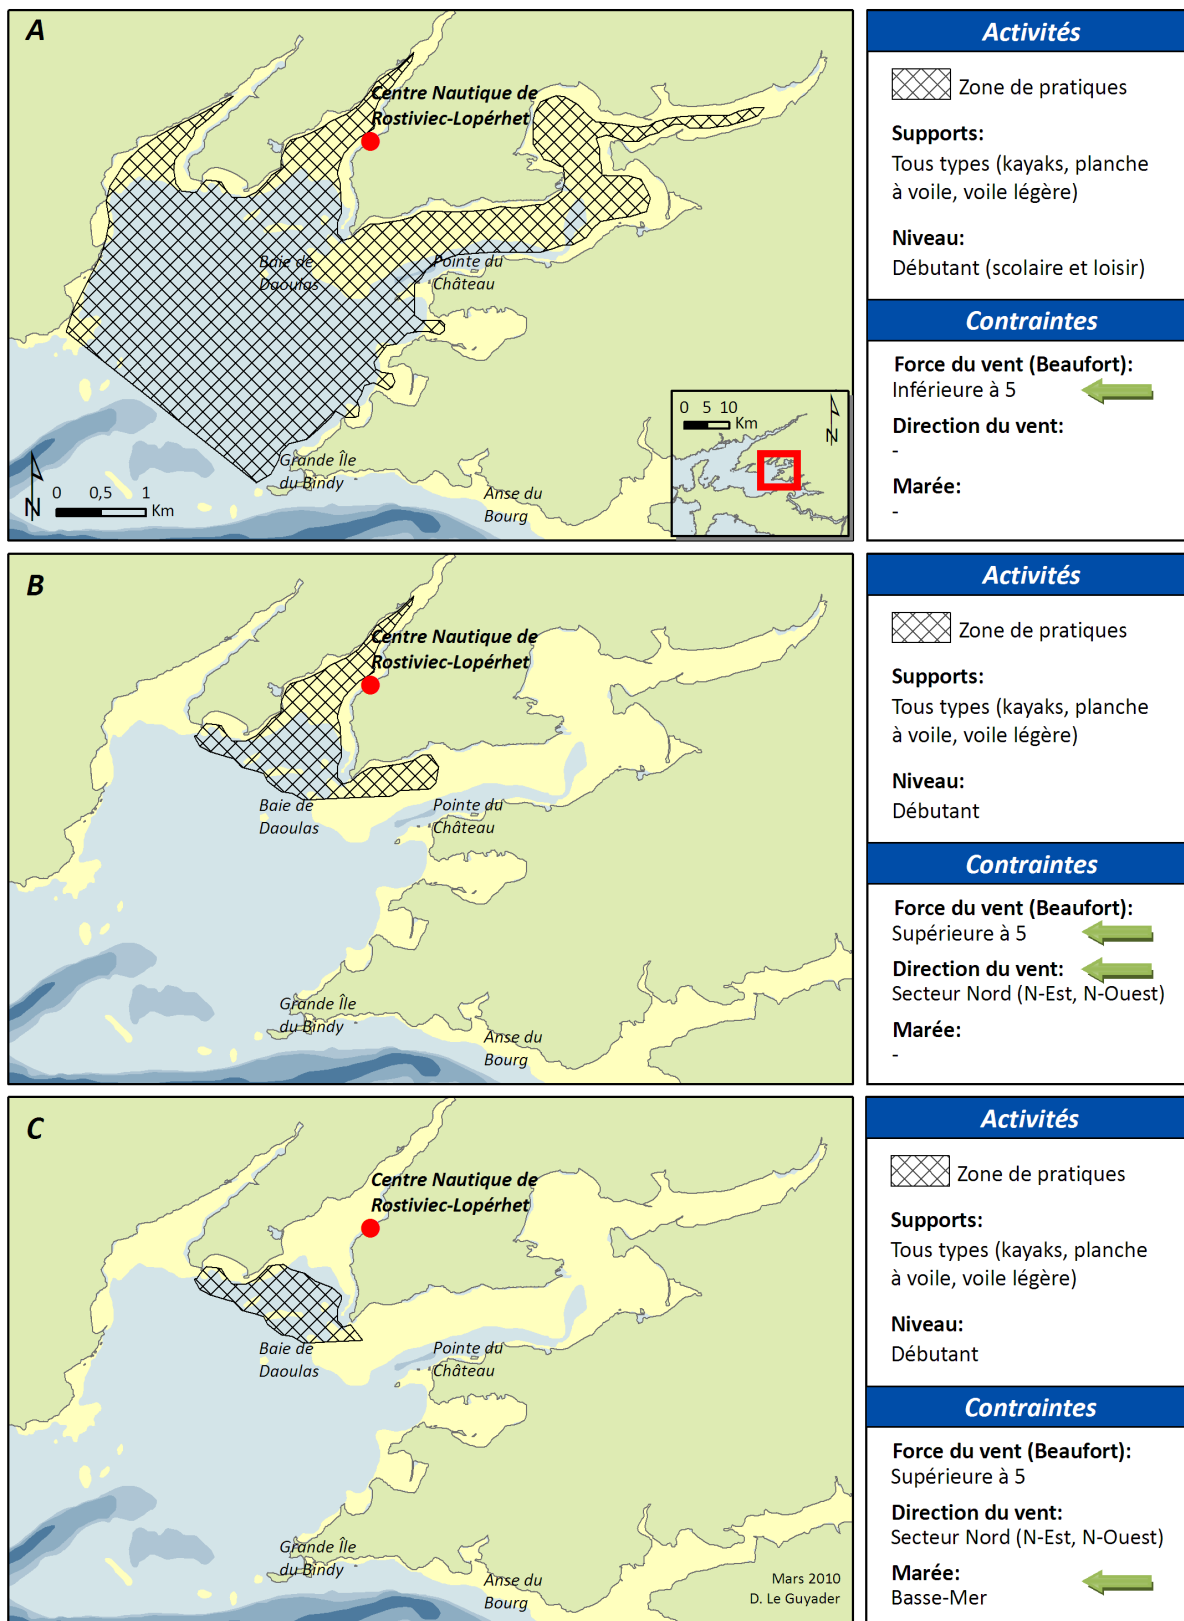 A
Centre Nautique de
Rostiviec-Lopérhet
Baie de
Daoulas
Pointe du
Château
Grande Île
du Bindy
Anse du
Bourg
N
0 0,5 1
Km
0 5 10
Km
N
Activités
Zone de pratiques
Supports:
Tous types (kayaks, planche
à voile, voile légère)
Niveau:
Débutant (scolaire et loisir)
Contraintes
Force du vent (Beaufort):
Inférieure à 5
Direction du vent:
-
Marée:
-
B
Centre Nautique de
Rostiviec-Lopérhet
Baie de
Daoulas
Pointe du
Château
Grande Île
du Bindy
Anse du
Bourg
Activités
Zone de pratiques
Supports:
Tous types (kayaks, planche
à voile, voile légère)
Niveau:
Débutant
Contraintes
Force du vent (Beaufort):
Supérieure à 5
Direction du vent:
Secteur Nord (N-Est, N-Ouest)
Marée:
-
C
Centre Nautique de
Rostiviec-Lopérhet
Baie de
Daoulas
Pointe du
Château
Grande Île
du Bindy
Anse du
Bourg
Mars 2010
D. Le Guyader
Activités
Zone de pratiques
Supports:
Tous types (kayaks, planche
à voile, voile légère)
Niveau:
Débutant
Contraintes
Force du vent (Beaufort):
Supérieure à 5
Direction du vent:
Secteur Nord (N-Est, N-Ouest)
Marée:
Basse-Mer